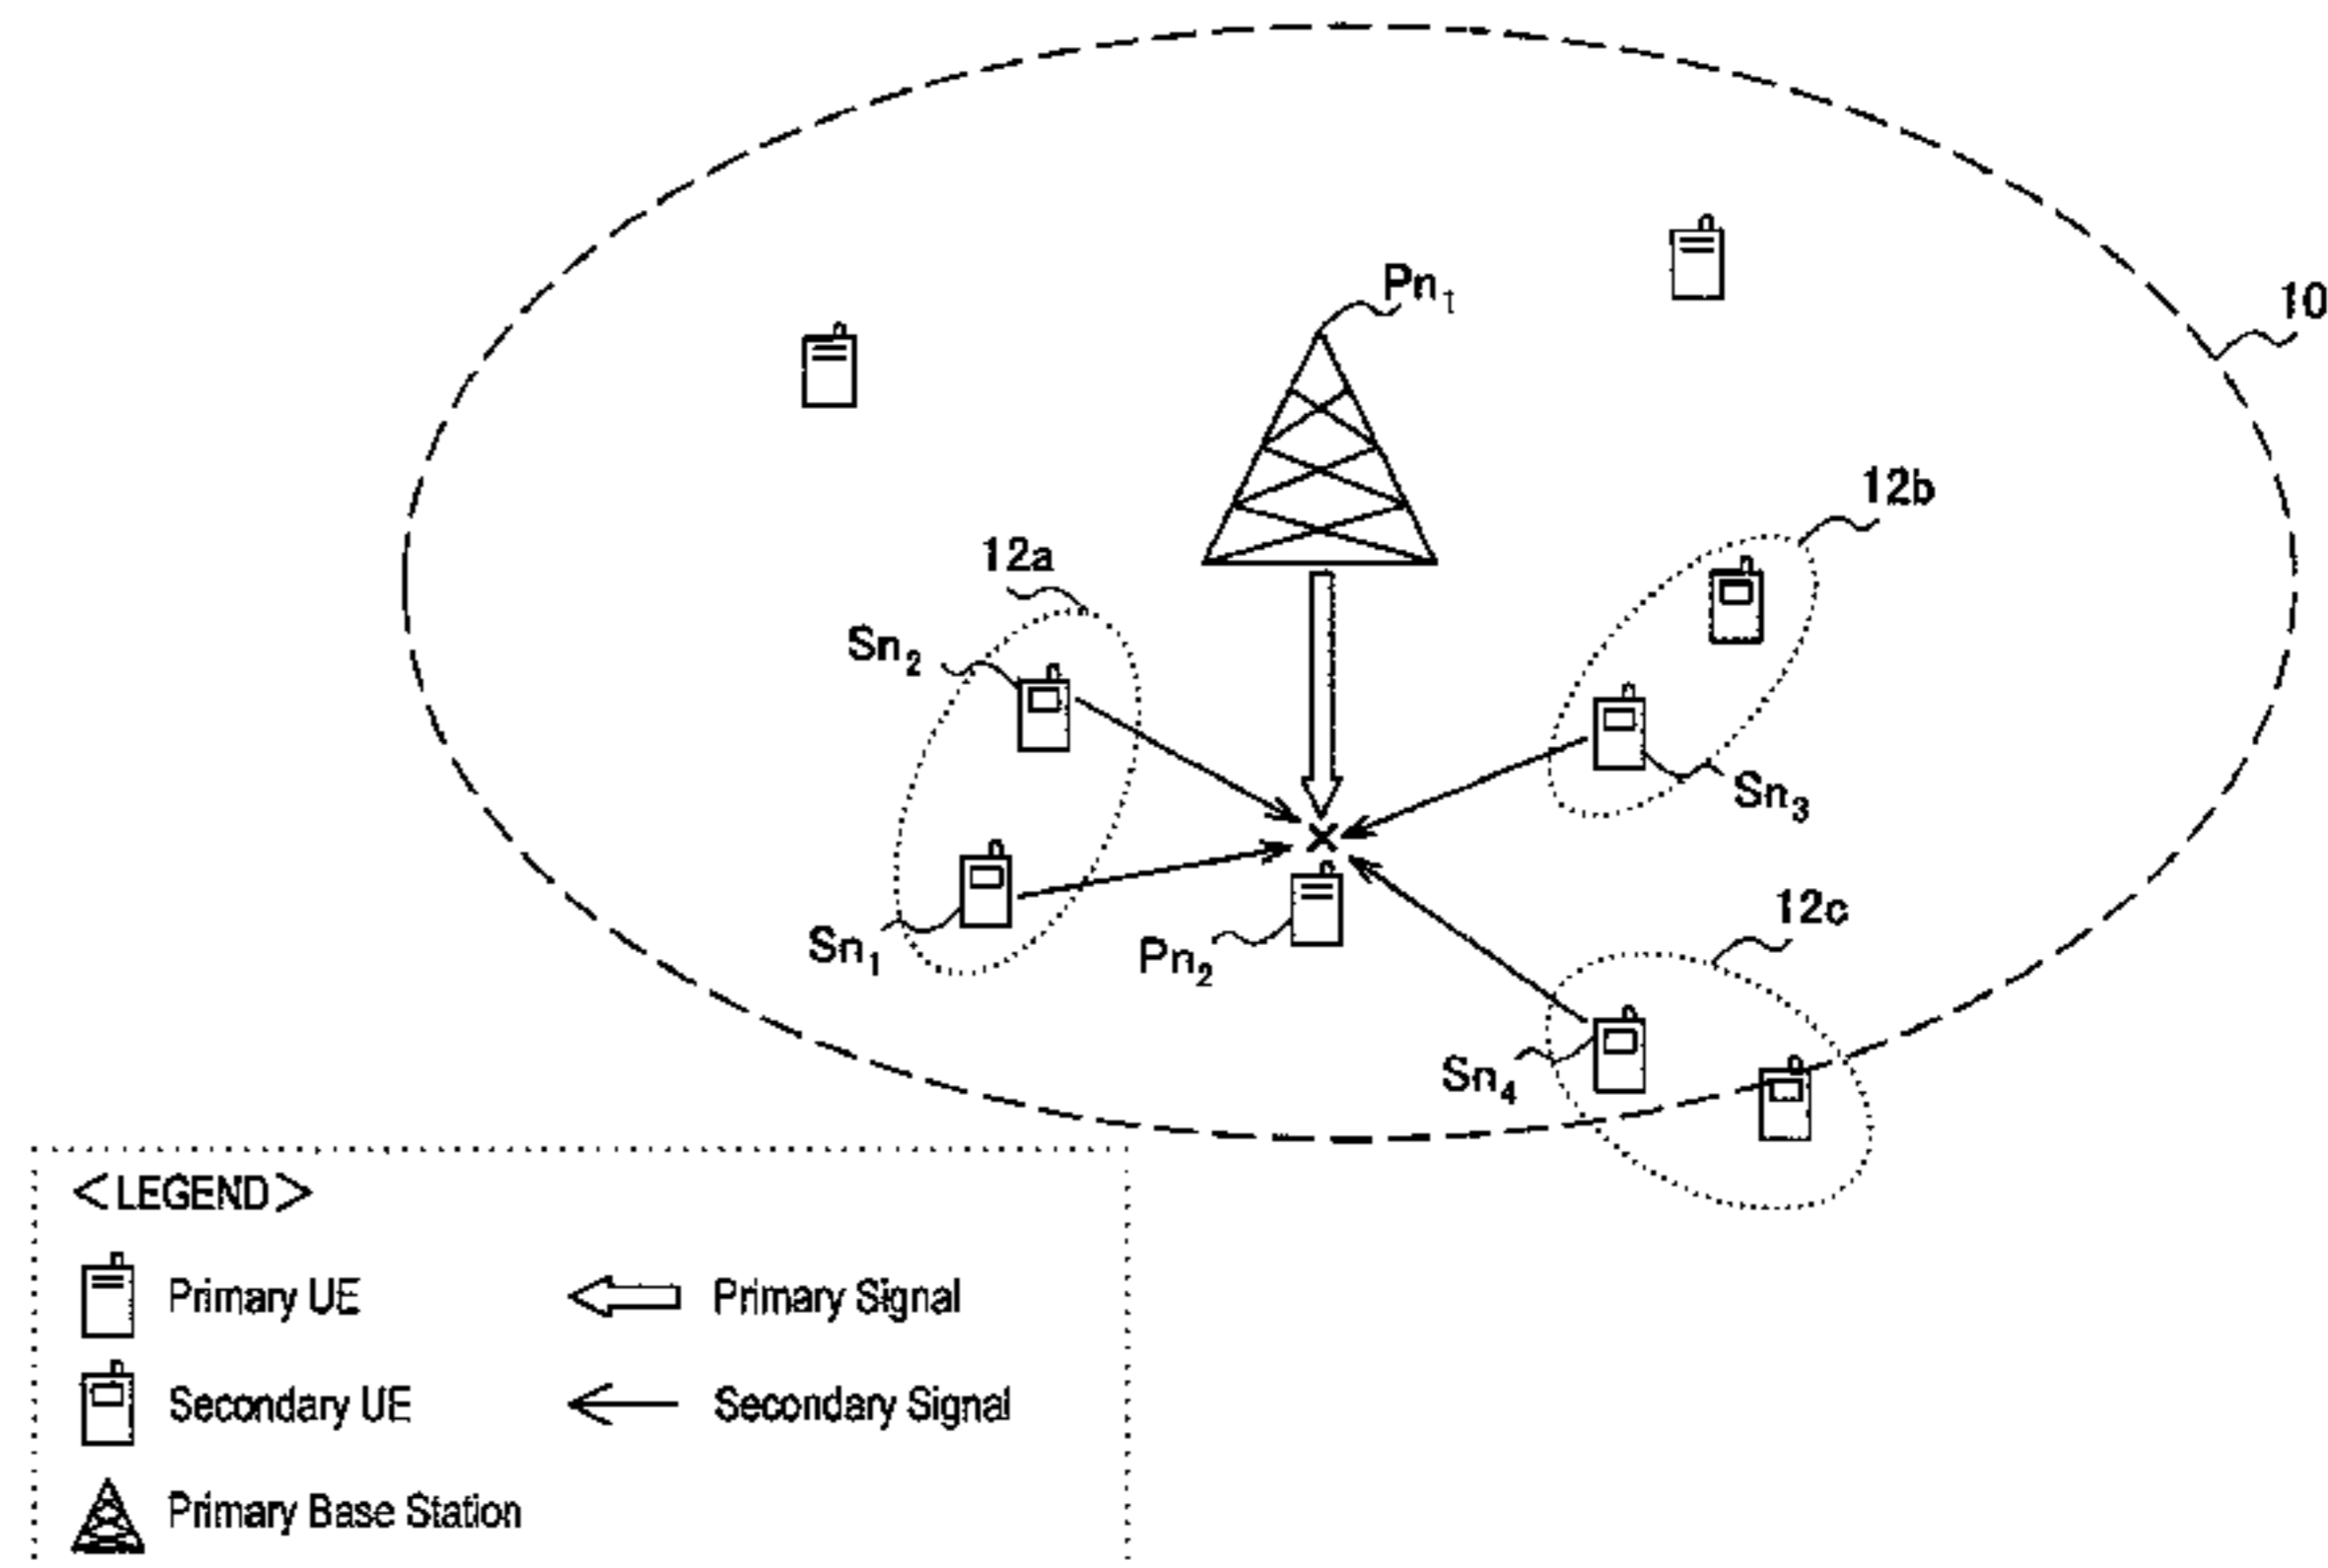 Pn1
10
12b
12a
Sn2
Sn3
12c
Sn1
Pn2
Sn4
<LEGEND>
Primary UE
Primary Signal
Secondary UE
Secondary Signal
Primary Base Station